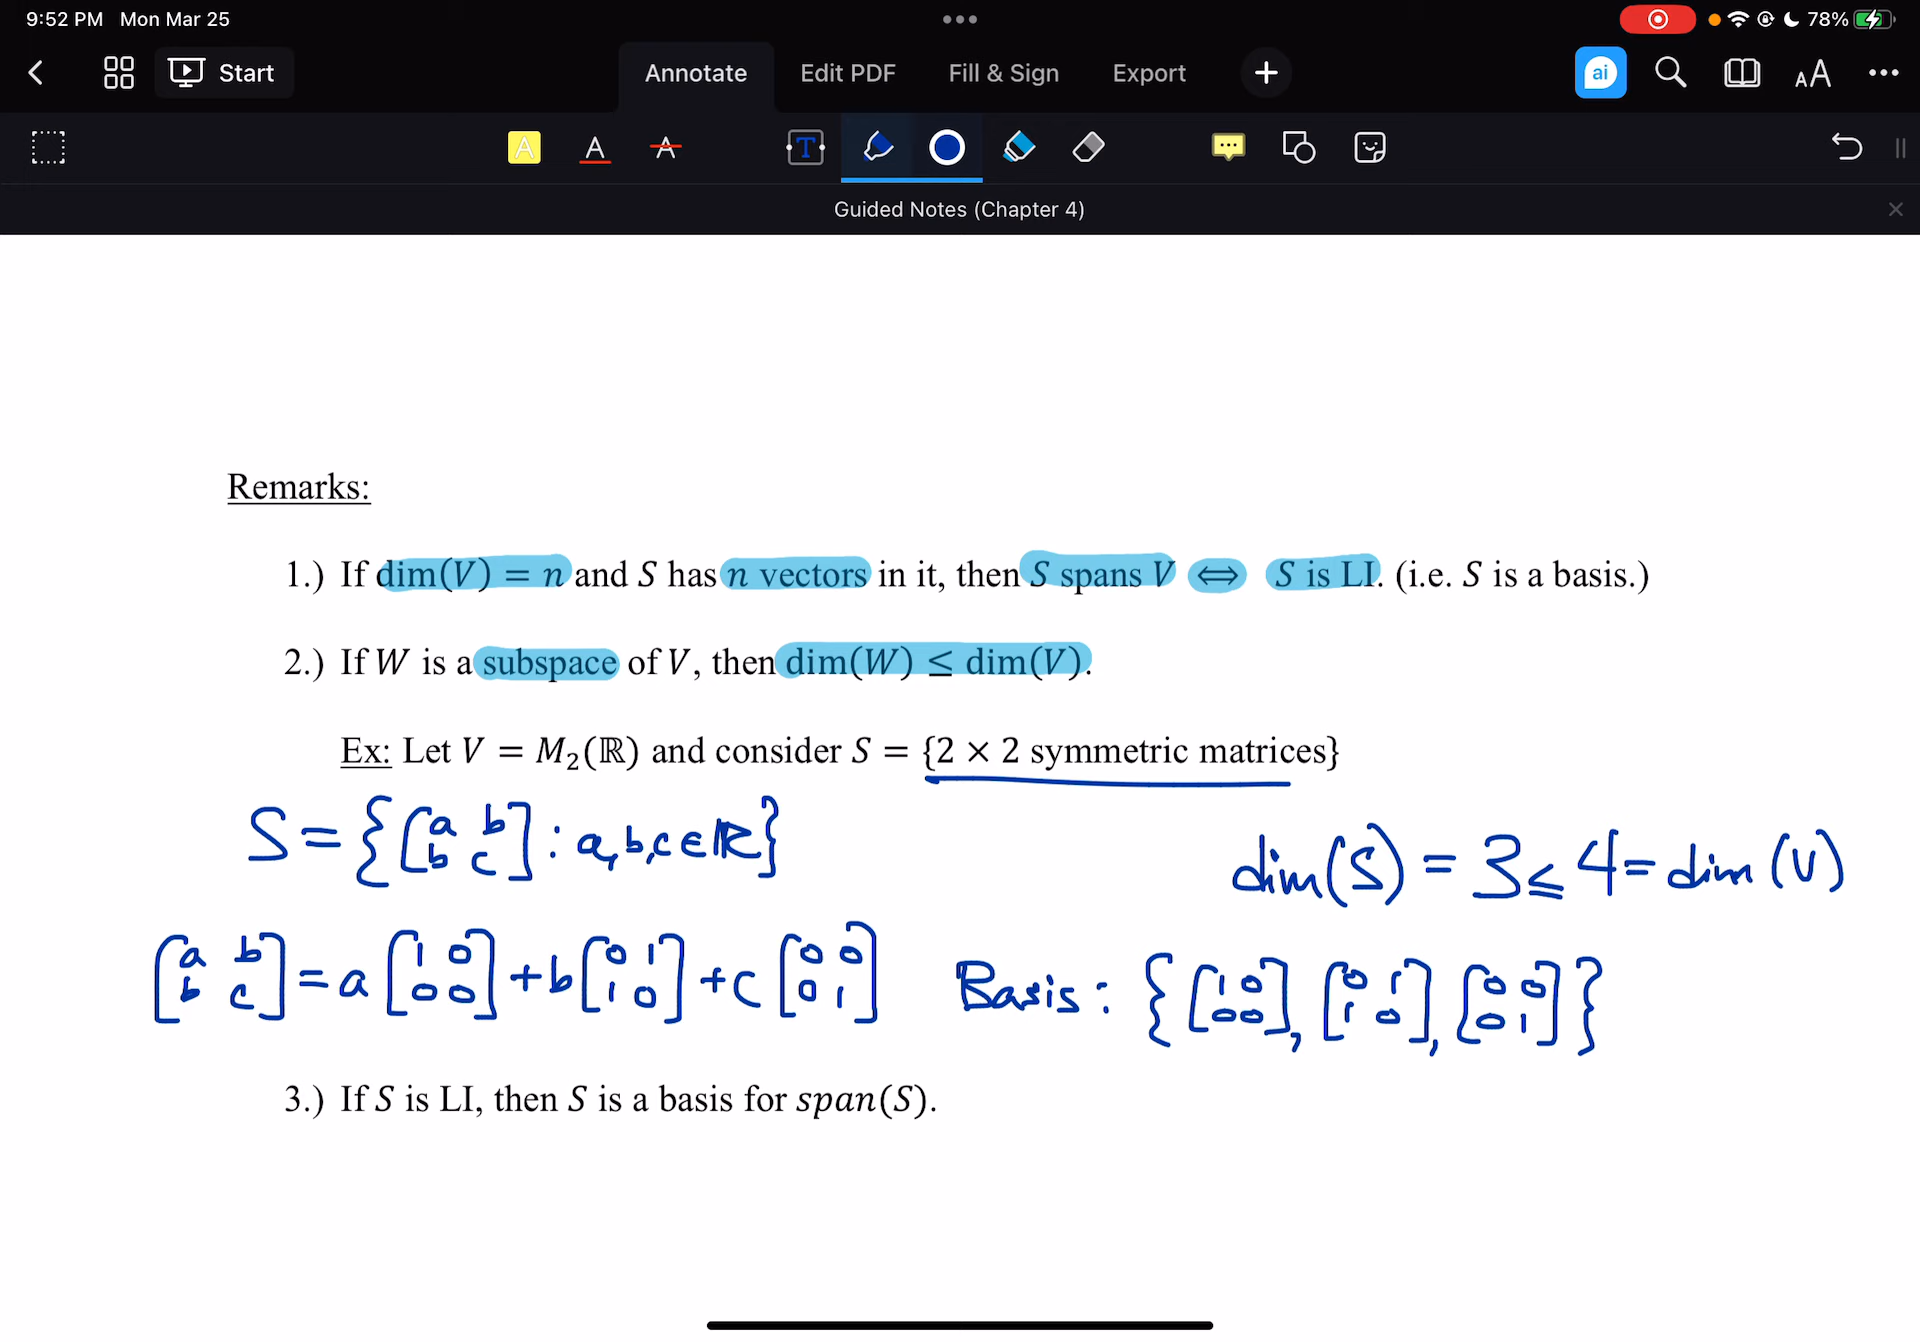 9:52 PM Mon Mar 25 78%
Start Annotate Edit PDF Fill & Sign Export + ai AA
A A A T
Guided Notes (Chapter 4)
Remarks:
1.) If dim(V) = n and S has n vectors in it, then S spans V ⟺ S is LI. (i.e. S is a basis.)
2.) If W is a subspace of V, then dim(W) ≤ dim(V).
Ex: Let V = M₂(ℝ) and consider S = {2 × 2 symmetric matrices}
S = {[a b; b c] : a, b, c ∈ ℝ}
dim(S) = 3 ≤ 4 = dim(V)
[a b; b c] = a[1 0; 0 0] + b[0 1; 1 0] + c[0 0; 0 1]
Basis: {[1 0; 0 0], [0 1; 1 0], [0 0; 0 1]}
3.) If S is LI, then S is a basis for span(S).